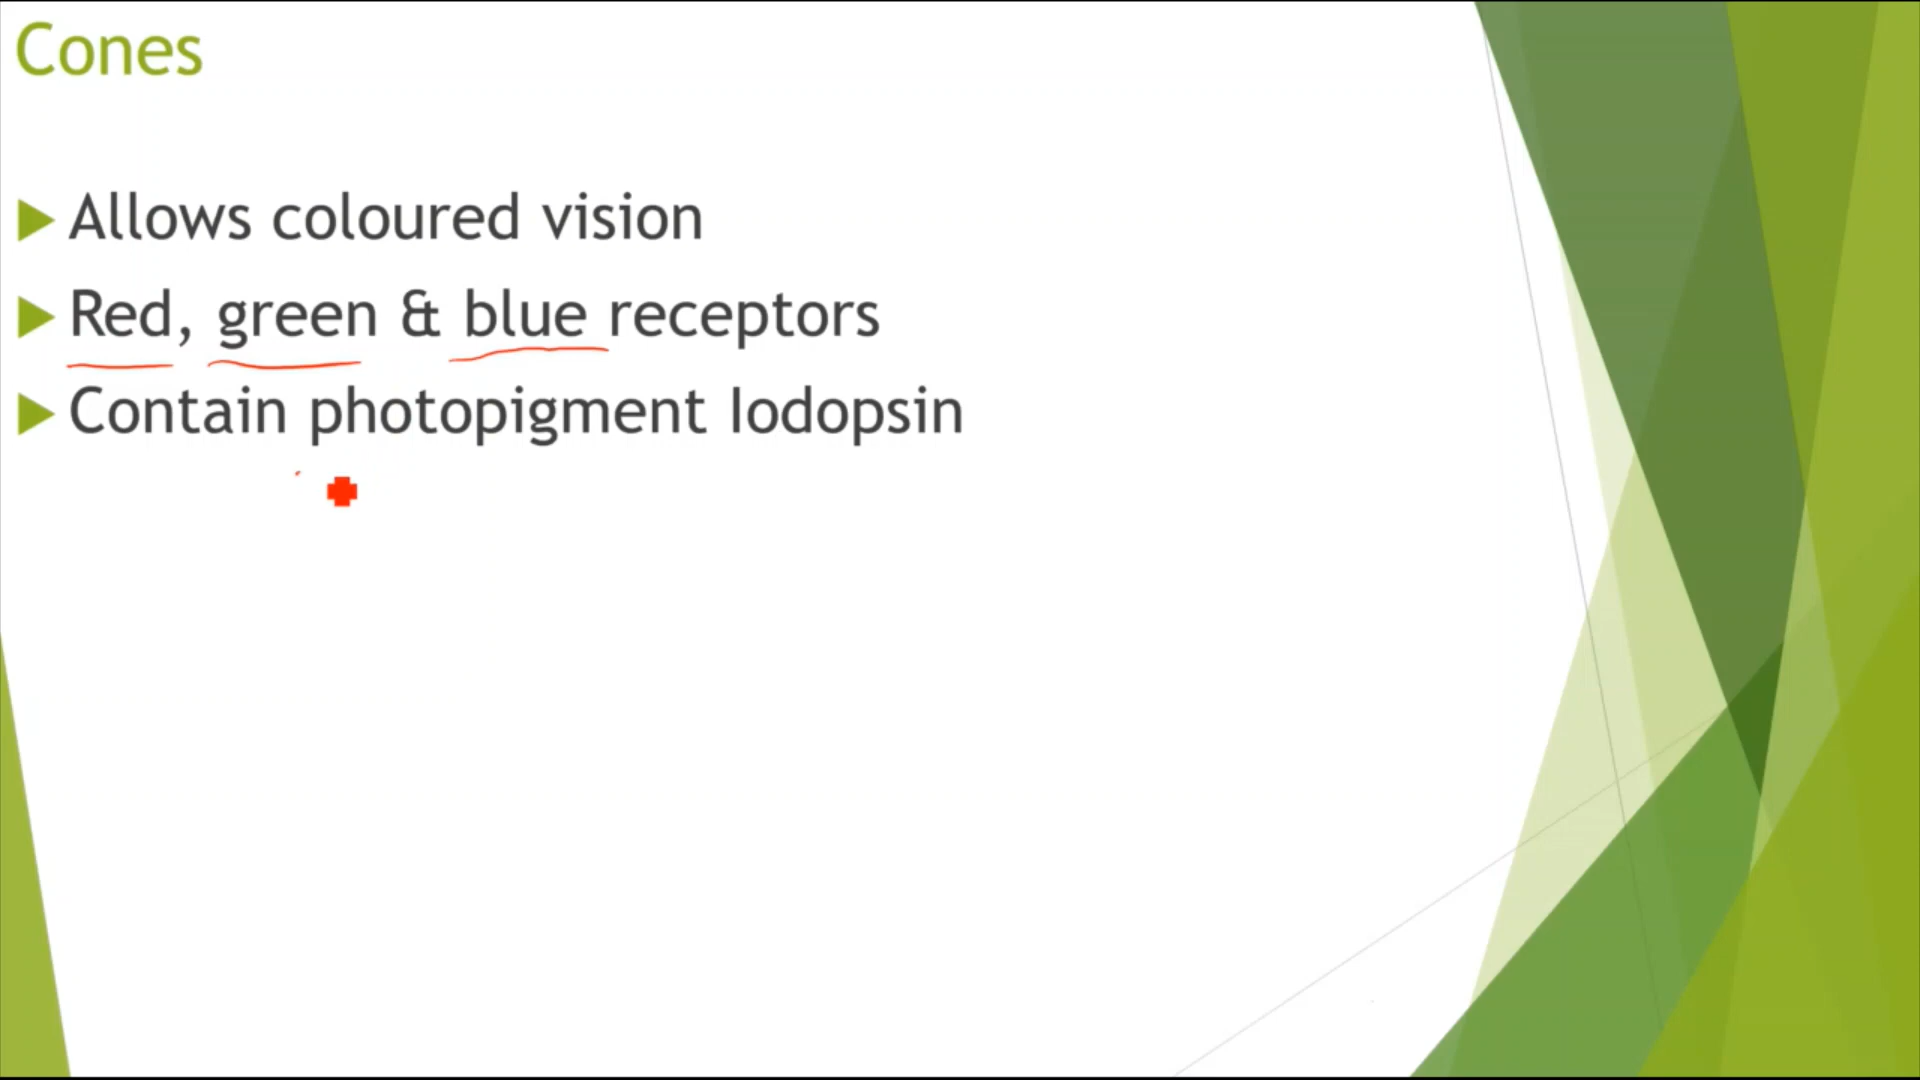 Cones
Allows coloured vision
Red, green & blue receptors
Contain photopigment Iodopsin